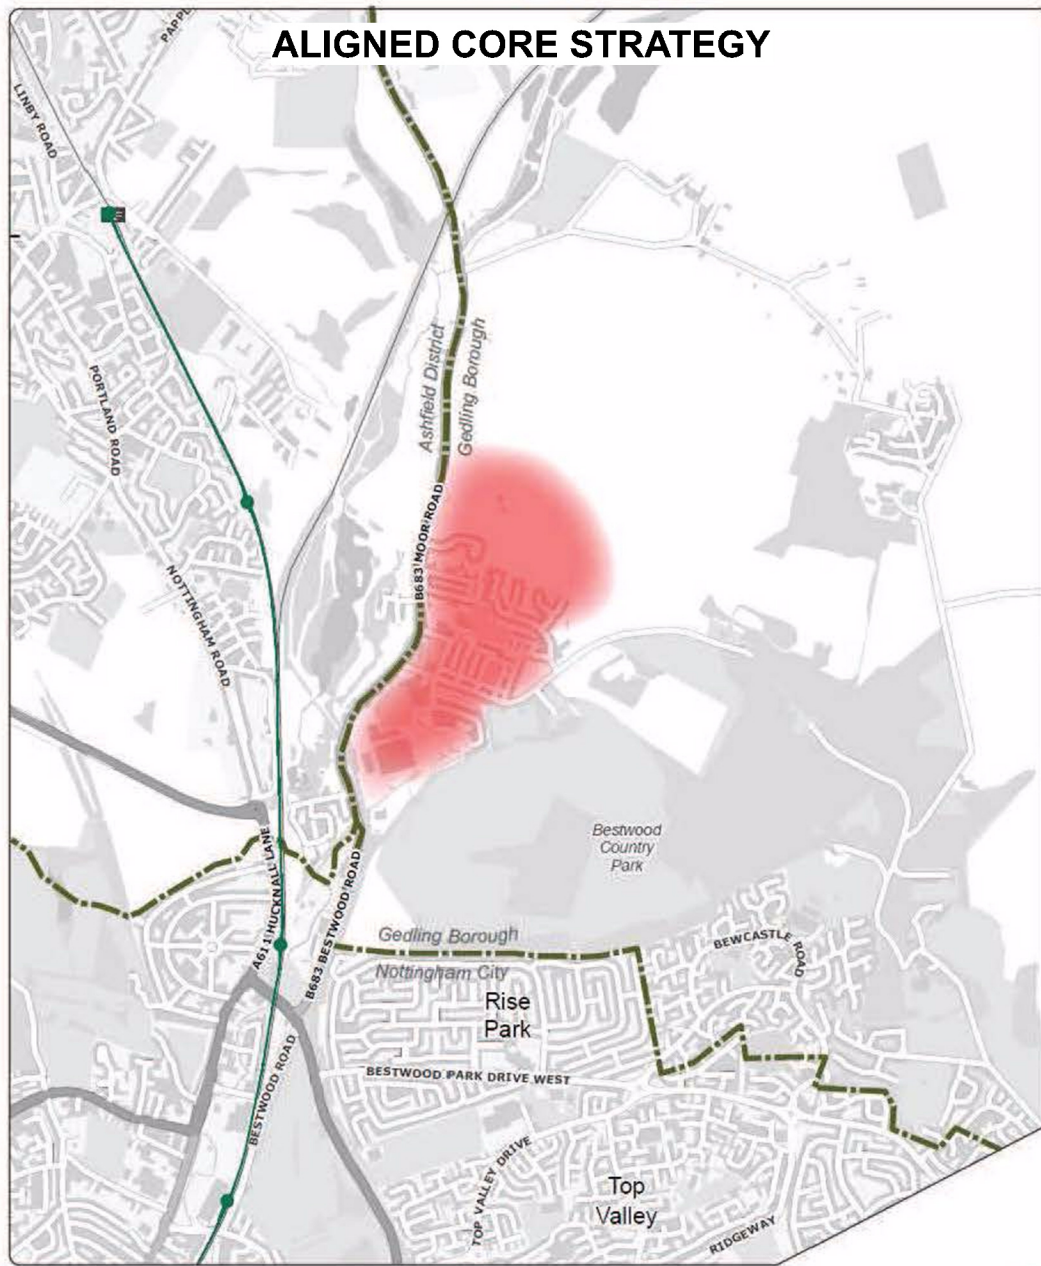 ALIGNED CORE STRATEGY
LINBY ROAD
PORTLAND ROAD
Ashfield District
Gedling Borough
B683 MOOR ROAD
NOTTINGHAM ROAD
Bestwood
Country
Park
A611 HUCKNALL LANE
B683 BESTWOOD ROAD
Gedling Borough
Nottingham City
BEWCASTLE ROAD
Rise
Park
BESTWOOD PARK DRIVE WEST
BESTWOOD ROAD
TOP VALLEY DRIVE
Top
Valley
RIDGEWAY